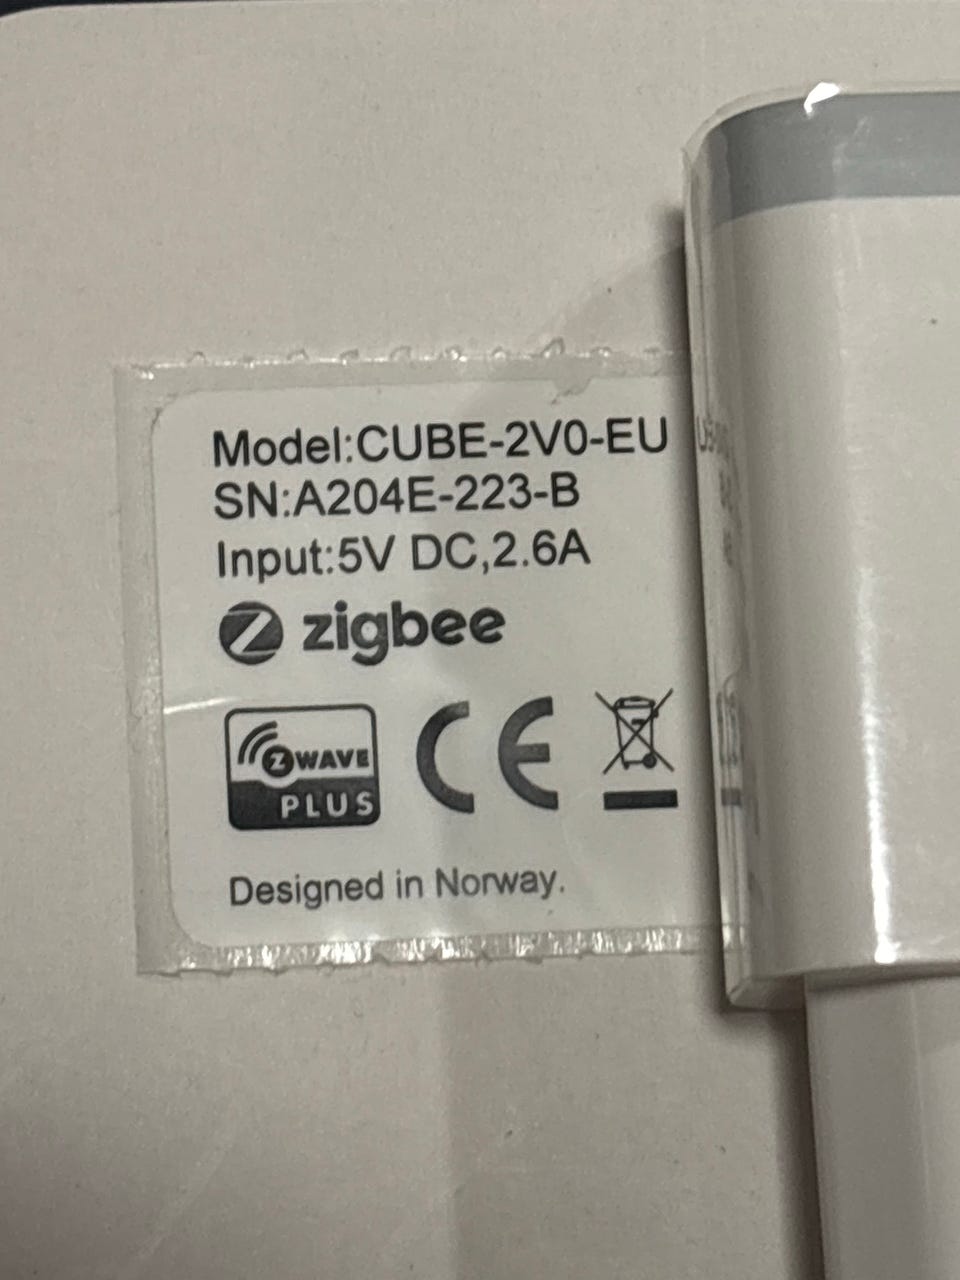 Model:CUBE-2V0-EU
SN:A204E-223-B
Input:5V DC,2.6A
Z zigbee
Z WAVE
PLUS
CE
Designed in Norway.